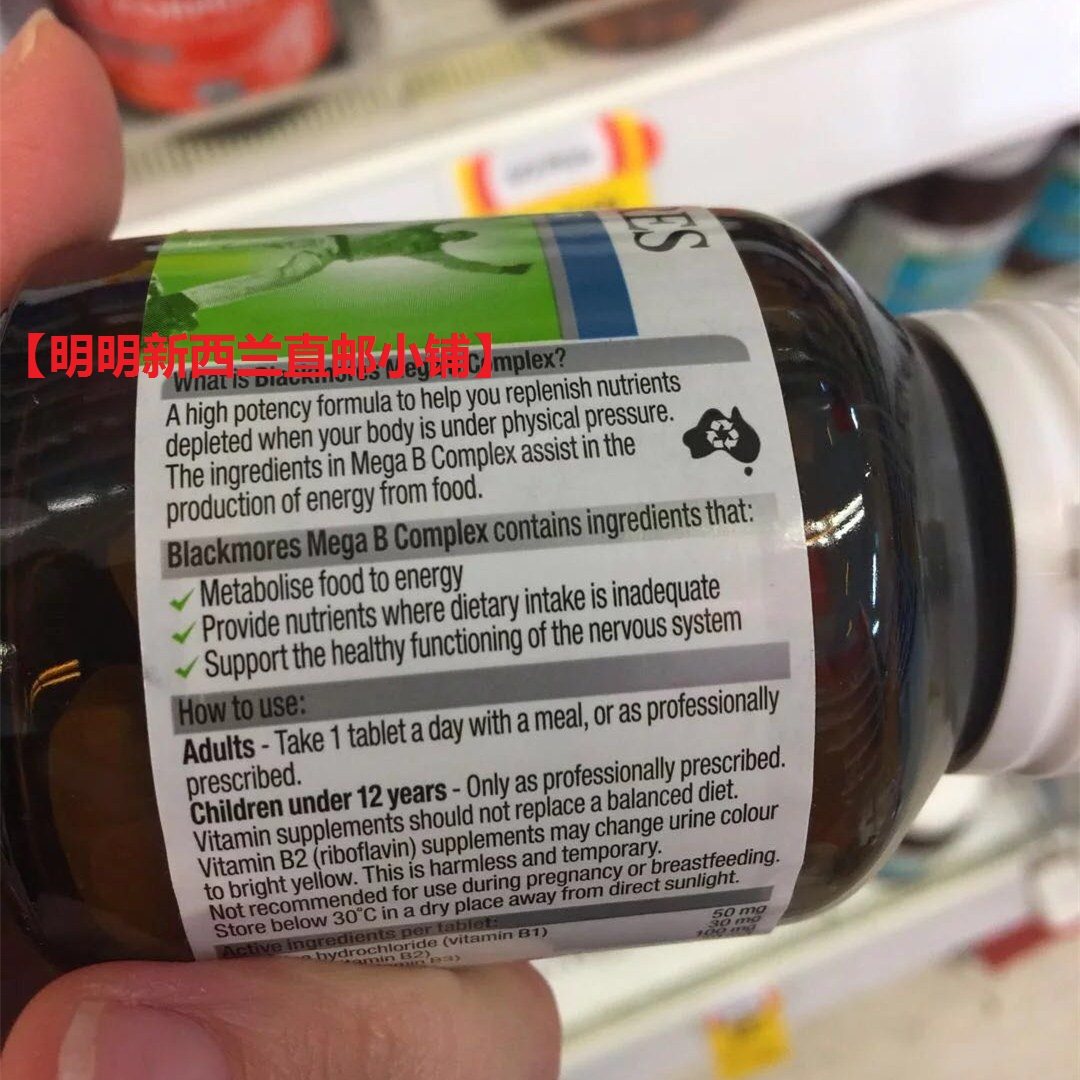 ES
【明明新西兰直邮小铺】
What is Blackmores Mega B Complex?
A high potency formula to help you replenish nutrients
depleted when your body is under physical pressure.
The ingredients in Mega B Complex assist in the
production of energy from food.
Blackmores Mega B Complex contains ingredients that:
Metabolise food to energy
Provide nutrients where dietary intake is inadequate
Support the healthy functioning of the nervous system
How to use:
Adults - Take 1 tablet a day with a meal, or as professionally
prescribed.
Children under 12 years - Only as professionally prescribed.
Vitamin supplements should not replace a balanced diet.
Vitamin B2 (riboflavin) supplements may change urine colour
to bright yellow. This is harmless and temporary.
Not recommended for use during pregnancy or breastfeeding.
Store below 30°C in a dry place away from direct sunlight.
Active ingredients per tablet:
hydrochloride (vitamin B1) 50 mg
B2) 30 mg
B3) 100 mg